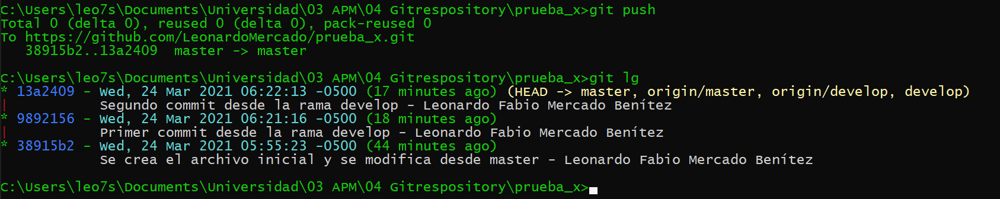 C:\Users\leo7s\Documents\Universidad\03 APM\04 Gitrespository\prueba_x>git push
Total 0 (delta 0), reused 0 (delta 0), pack-reused 0
To https://github.com/LeonardoMercado/prueba_x.git
   38915b2..13a2409  master -> master
C:\Users\leo7s\Documents\Universidad\03 APM\04 Gitrespository\prueba_x>git lg
* 13a2409 - Wed, 24 Mar 2021 06:22:13 -0500 (17 minutes ago) (HEAD -> master, origin/master, origin/develop, develop)
|           Segundo commit desde la rama develop - Leonardo Fabio Mercado Benítez
* 9892156 - Wed, 24 Mar 2021 06:21:16 -0500 (18 minutes ago)
|           Primer commit desde la rama develop - Leonardo Fabio Mercado Benítez
* 38915b2 - Wed, 24 Mar 2021 05:55:23 -0500 (44 minutes ago)
            Se crea el archivo inicial y se modifica desde master - Leonardo Fabio Mercado Benítez
C:\Users\leo7s\Documents\Universidad\03 APM\04 Gitrespository\prueba_x>